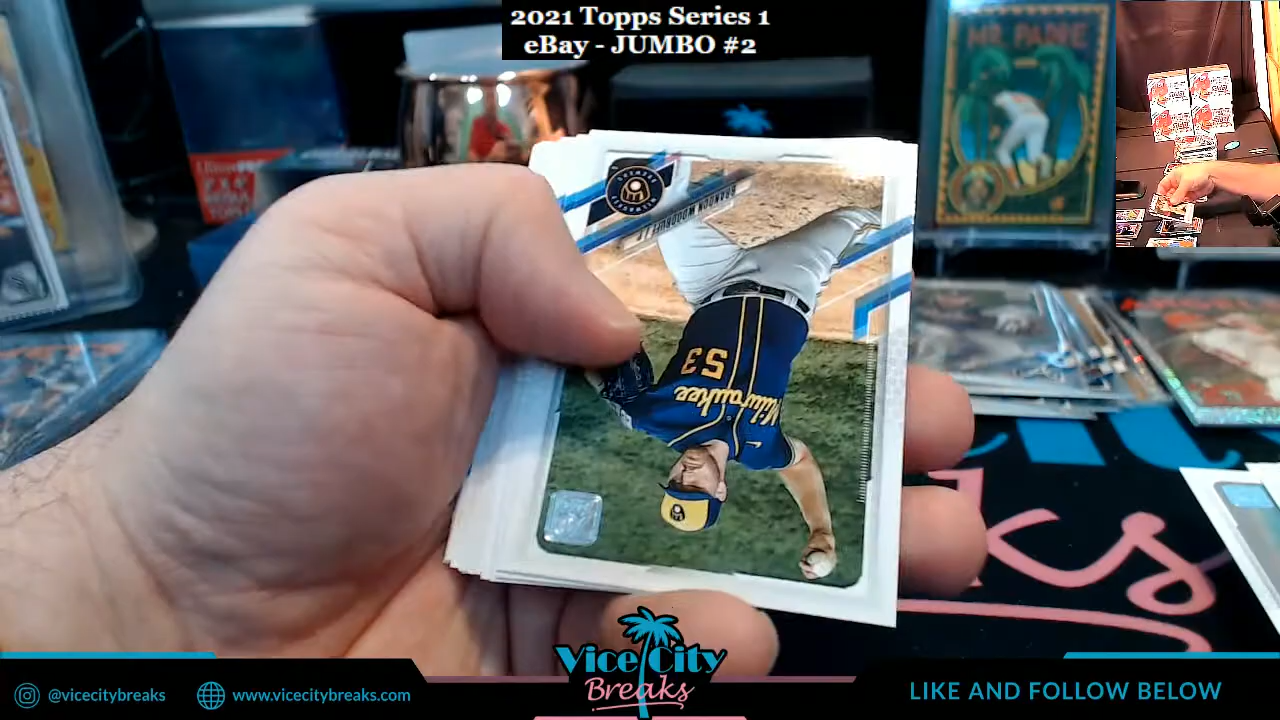 2021 Topps Series 1
eBay - JUMBO #2
MR. PADRE
BRANDON WOODRUFF
53
Milwaukee
Vice City
Breaks
@vicecitybreaks
www.vicecitybreaks.com
LIKE AND FOLLOW BELOW